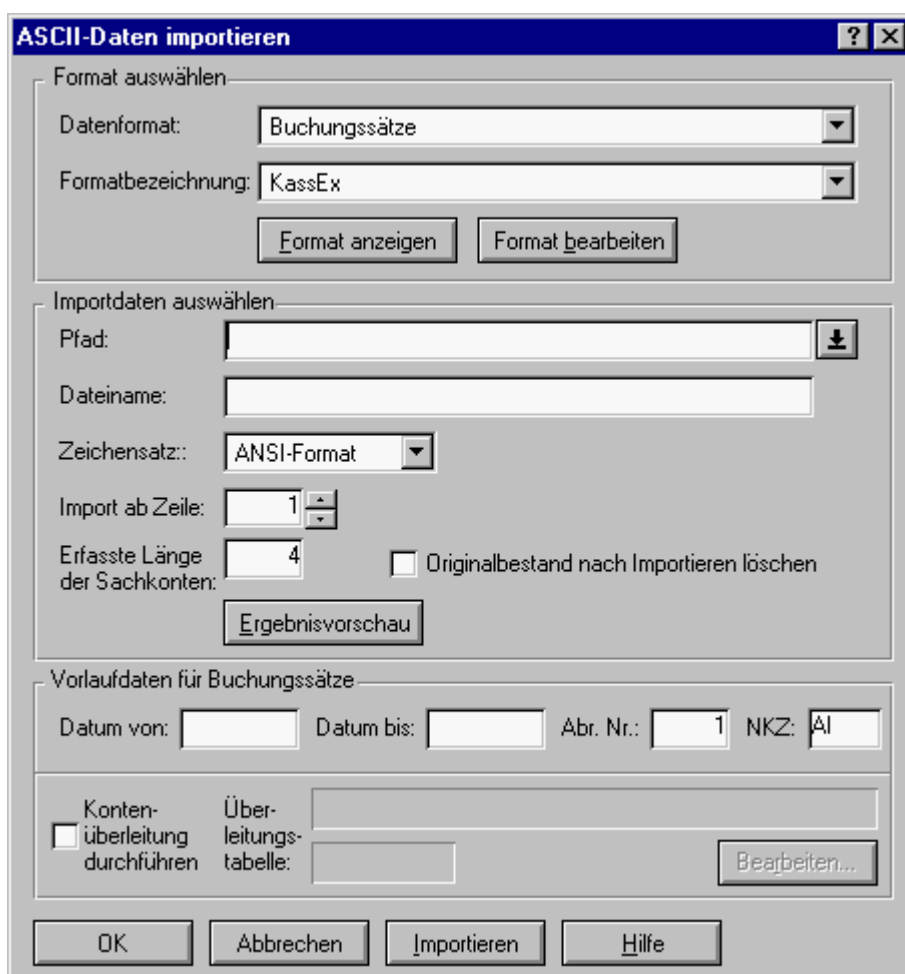 ASCII-Daten importieren
Format auswählen
Datenformat: Buchungssätze
Formatbezeichnung: KassEx
Format anzeigen Format bearbeiten
Importdaten auswählen
Pfad:
Dateiname:
Zeichensatz:: ANSI-Format
Import ab Zeile: 1
Erfasste Länge
der Sachkonten: 4 Originalbestand nach Importieren löschen
Ergebnisvorschau
Vorlaufdaten für Buchungssätze
Datum von: Datum bis: Abr. Nr.: 1 NKZ: AI
Konten-
überleitung
durchführen
Über-
leitungs-
tabelle:
Bearbeiten...
OK Abbrechen Importieren Hilfe